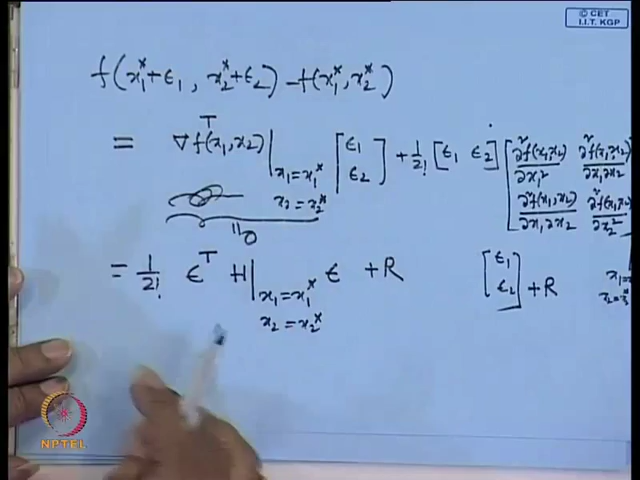 © CET
I.I.T. KGP
f(x₁*+ϵ₁, x₂*+ϵ₂) - f(x₁*, x₂*)
= ∇f^T(x₁,x₂)|_{x₁=x₁*, x₂=x₂*} [ϵ₁ ϵ₂] + 1/2! [ϵ₁ ϵ₂] [∂²f(x₁,x₂)/∂x₁² ∂²f(x₁,x₂)/∂x₁∂x₂
∂²f(x₁,x₂)/∂x₁∂x₂ ∂²f(x₁,x₂)/∂x₂²
"0
= 1/2! ϵ^T H|_{x₁=x₁*, x₂=x₂*} ϵ + R
[ϵ₁ ϵ₂] + R
NPTEL